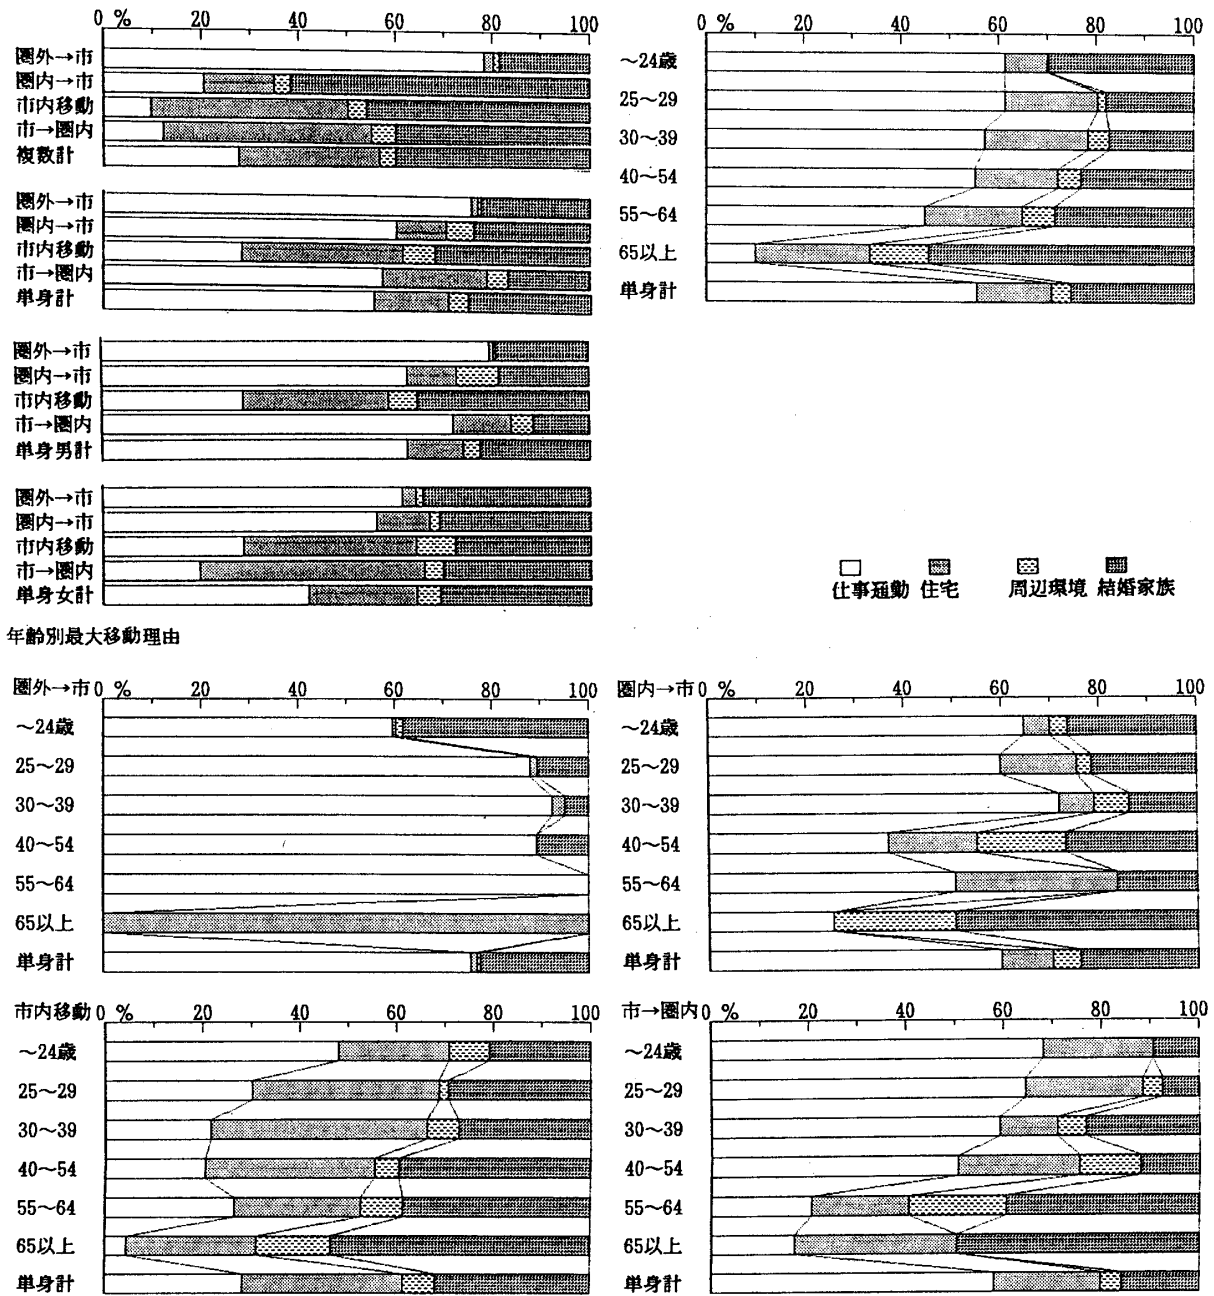 0 % 20 40 60 80 100
圏外→市
圏内→市
市内移動
市→圏内
複数計
圏外→市
圏内→市
市内移動
市→圏内
単身計
圏外→市
圏内→市
市内移動
市→圏内
単身男計
圏外→市
圏内→市
市内移動
市→圏内
単身女計
0 % 20 40 60 80 100
～24歳
25～29
30～39
40～54
55～64
65以上
単身計
仕事通動 住宅 周辺環境 結婚家族
年齢別最大移動理由
圏外→市 0 % 20 40 60 80 100
～24歳
25～29
30～39
40～54
55～64
65以上
単身計
圏内→市 0 % 20 40 60 80 100
～24歳
25～29
30～39
40～54
55～64
65以上
単身計
市内移動 0 % 20 40 60 80 100
～24歳
25～29
30～39
40～54
55～64
65以上
単身計
市→圏内 0 % 20 40 60 80 100
～24歳
25～29
30～39
40～54
55～64
65以上
単身計